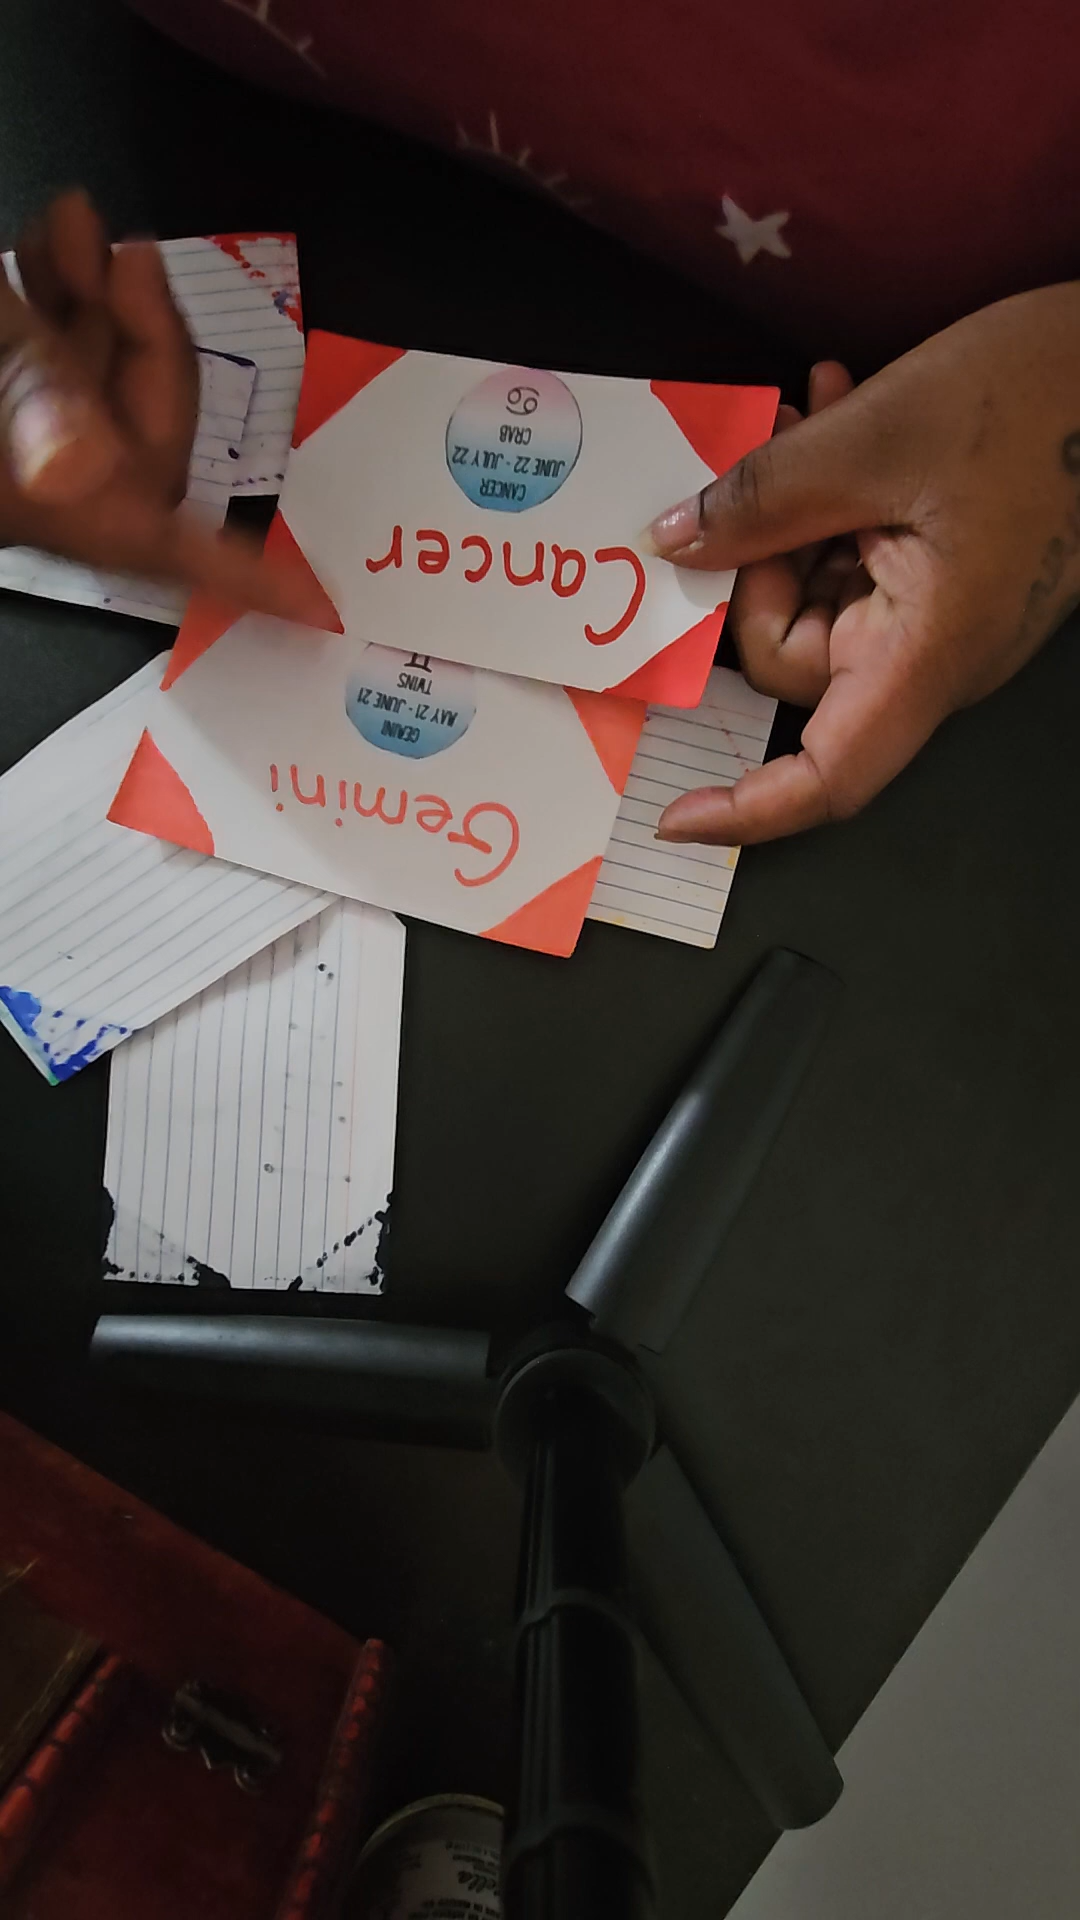 Cancer
CANCER
JUNE 22 - JULY 22
CRAB
Gemini
GEMINI
MAY 21 - JUNE 21
TWINS